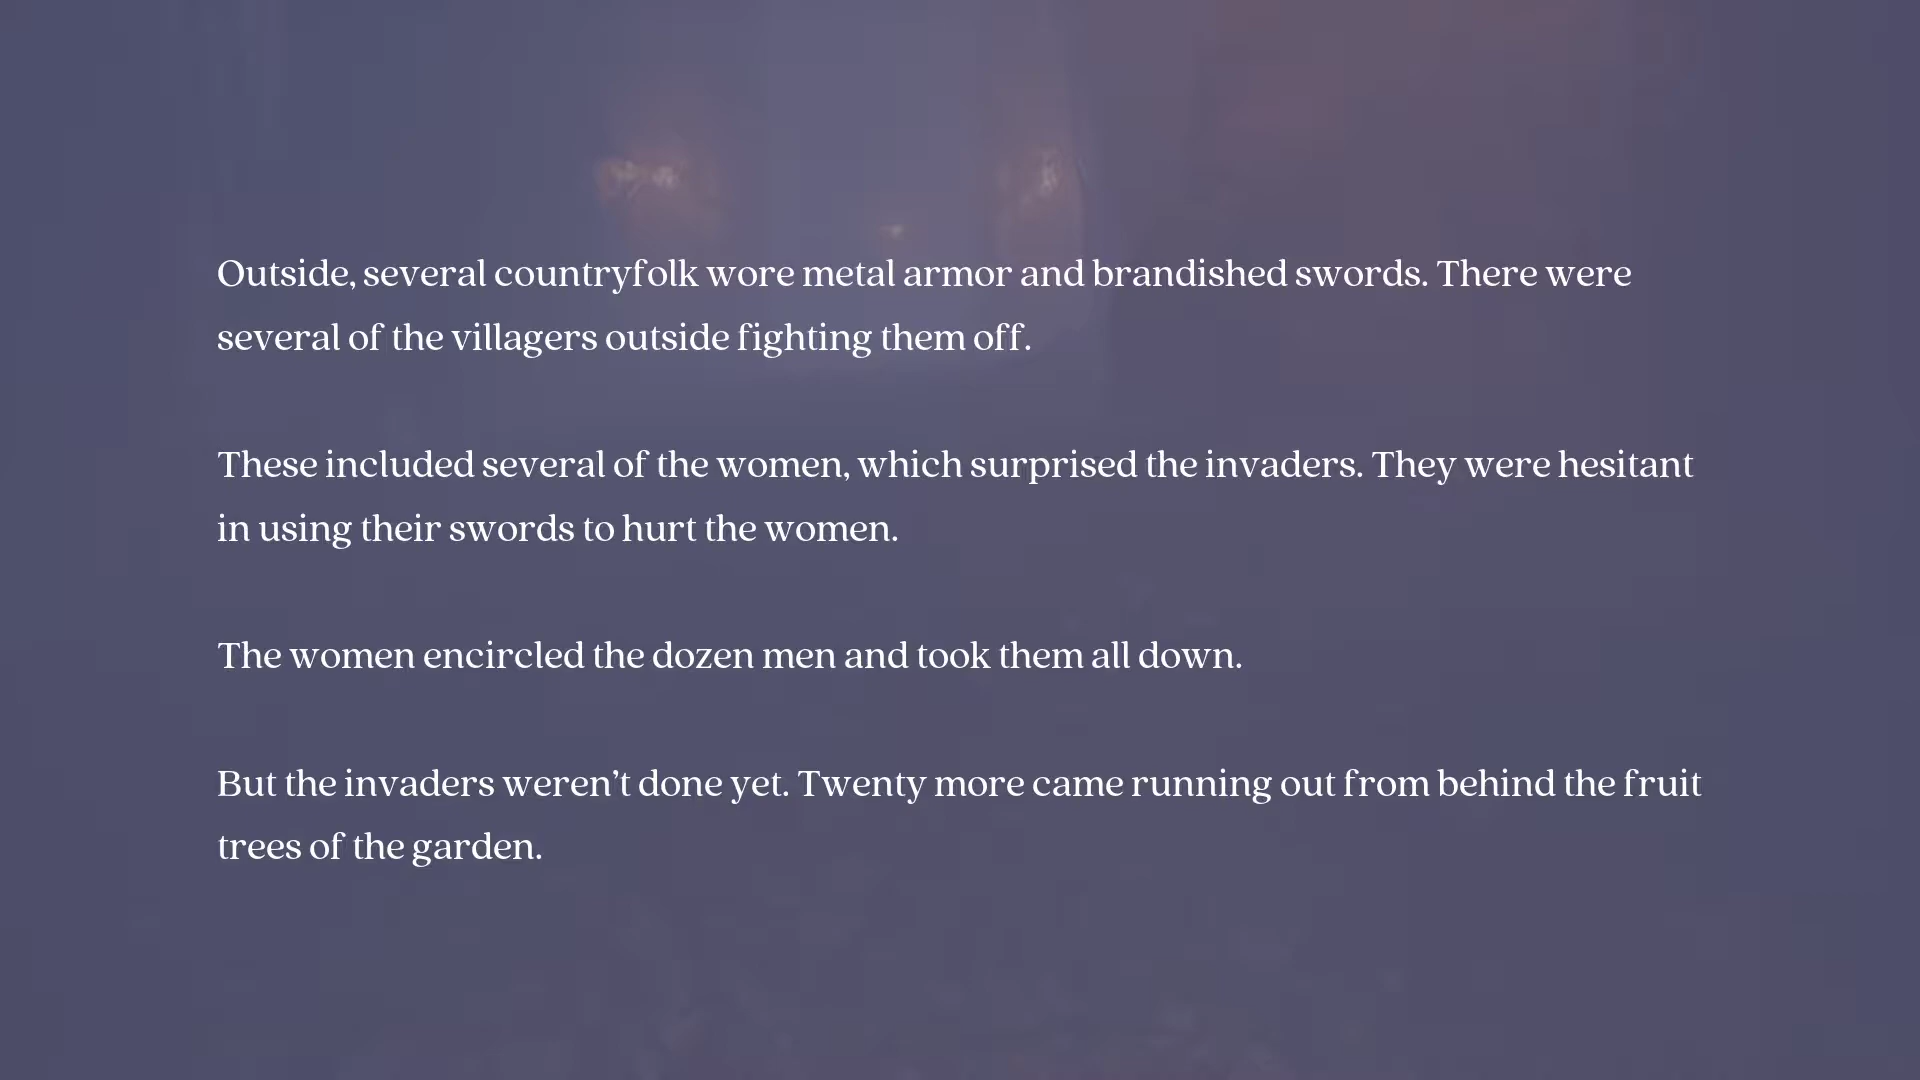 Outside, several countryfolk wore metal armor and brandished swords. There were
several of the villagers outside fighting them off.
These included several of the women, which surprised the invaders. They were hesitant
in using their swords to hurt the women.
The women encircled the dozen men and took them all down.
But the invaders weren’t done yet. Twenty more came running out from behind the fruit
trees of the garden.